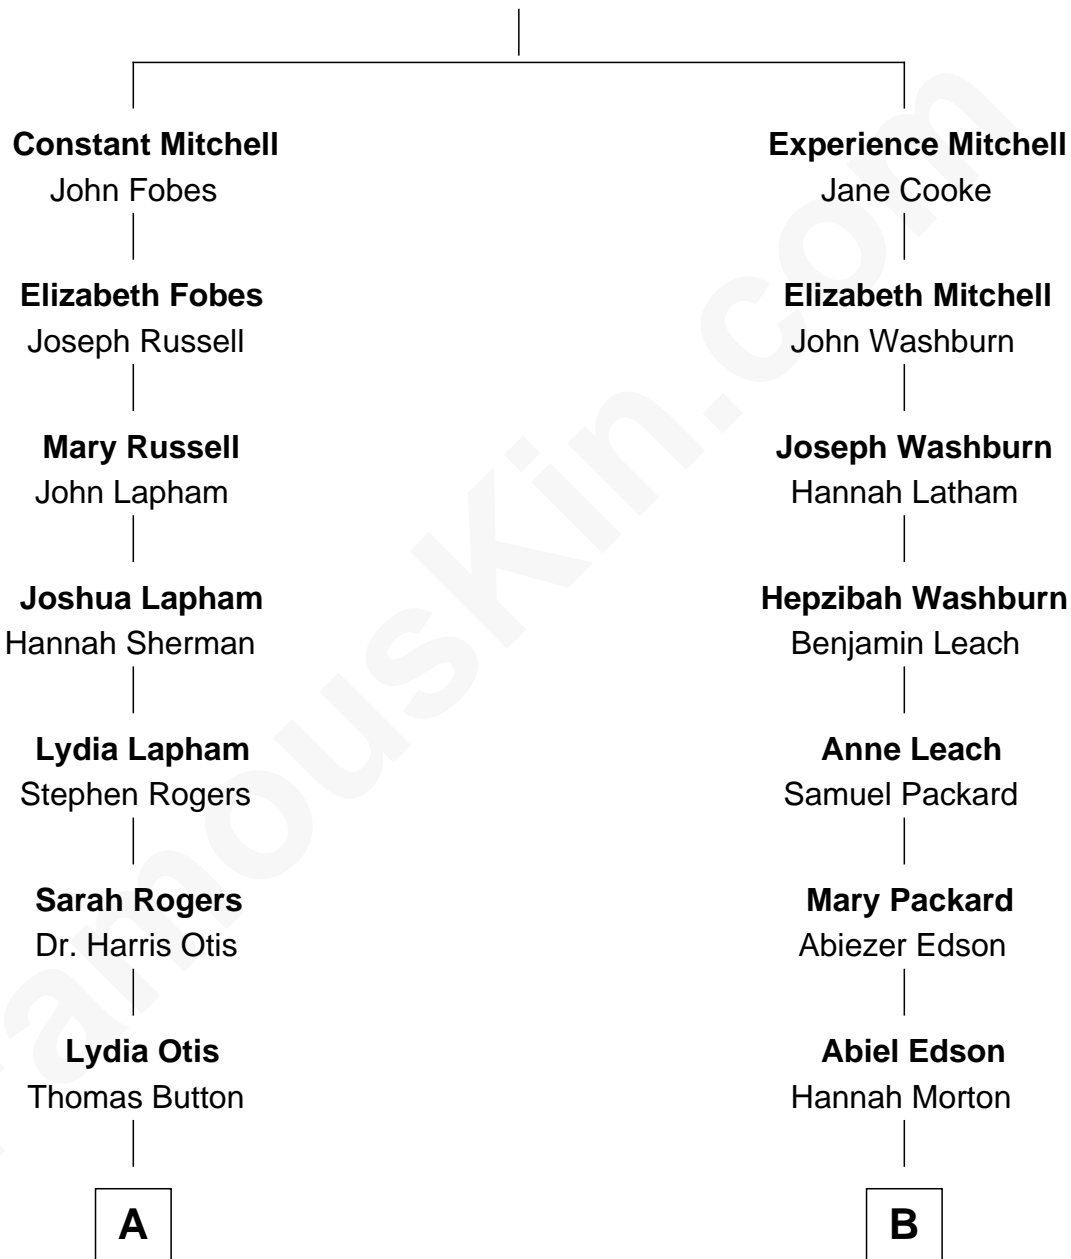 Constant Mitchell
John Fobes
Experience Mitchell
Jane Cooke
Elizabeth Fobes
Joseph Russell
Elizabeth Mitchell
John Washburn
Mary Russell
John Lapham
Joseph Washburn
Hannah Latham
Joshua Lapham
Hannah Sherman
Hepzibah Washburn
Benjamin Leach
Lydia Lapham
Stephen Rogers
Anne Leach
Samuel Packard
Sarah Rogers
Dr. Harris Otis
Mary Packard
Abiezer Edson
Lydia Otis
Thomas Button
Abiel Edson
Hannah Morton
A
B
FamousKin.com